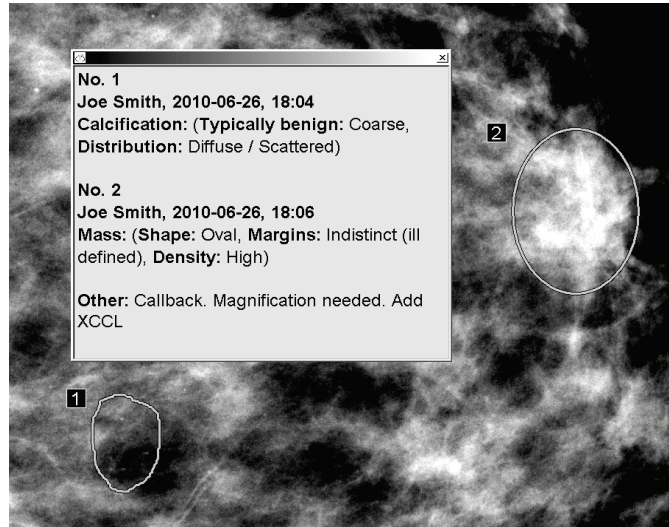 No. 1
Joe Smith, 2010-06-26, 18:04
Calcification: (Typically benign: Coarse,
Distribution: Diffuse / Scattered)
No. 2
Joe Smith, 2010-06-26, 18:06
Mass: (Shape: Oval, Margins: Indistinct (ill
defined), Density: High)
Other: Callback. Magnification needed. Add
XCCL
2
1